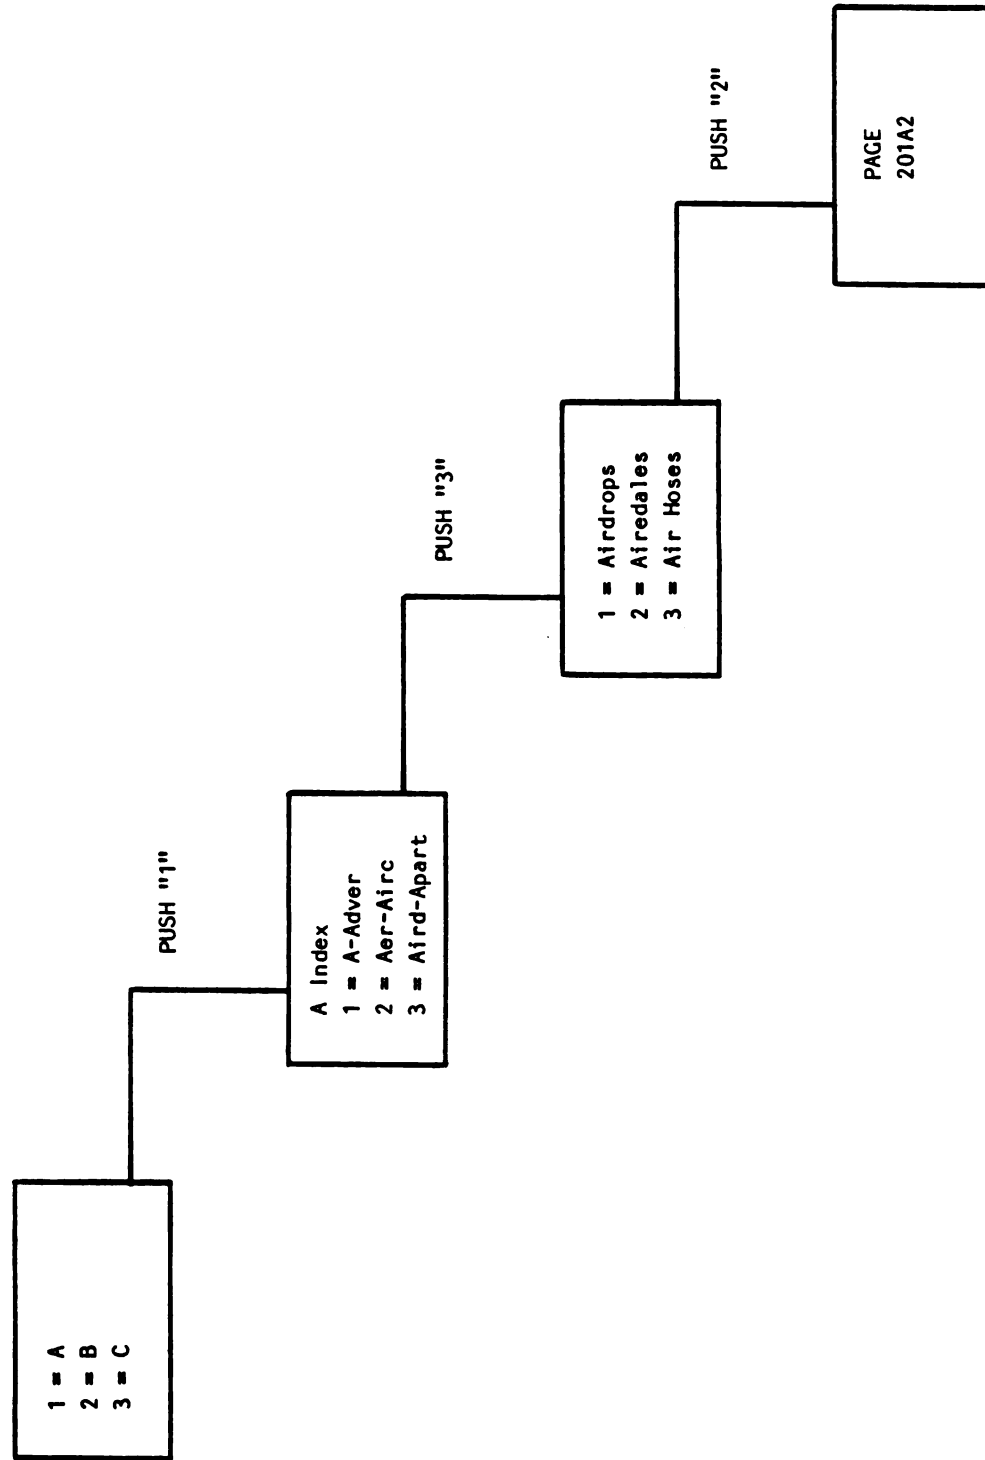 1 = A
2 = B
3 = C
PUSH "1"
A Index
1 = A-Adver
2 = Aer-Airc
3 = Aird-Apart
PUSH "3"
1 = Airdrops
2 = Airedales
3 = Air Hoses
PUSH "2"
PAGE
201A2